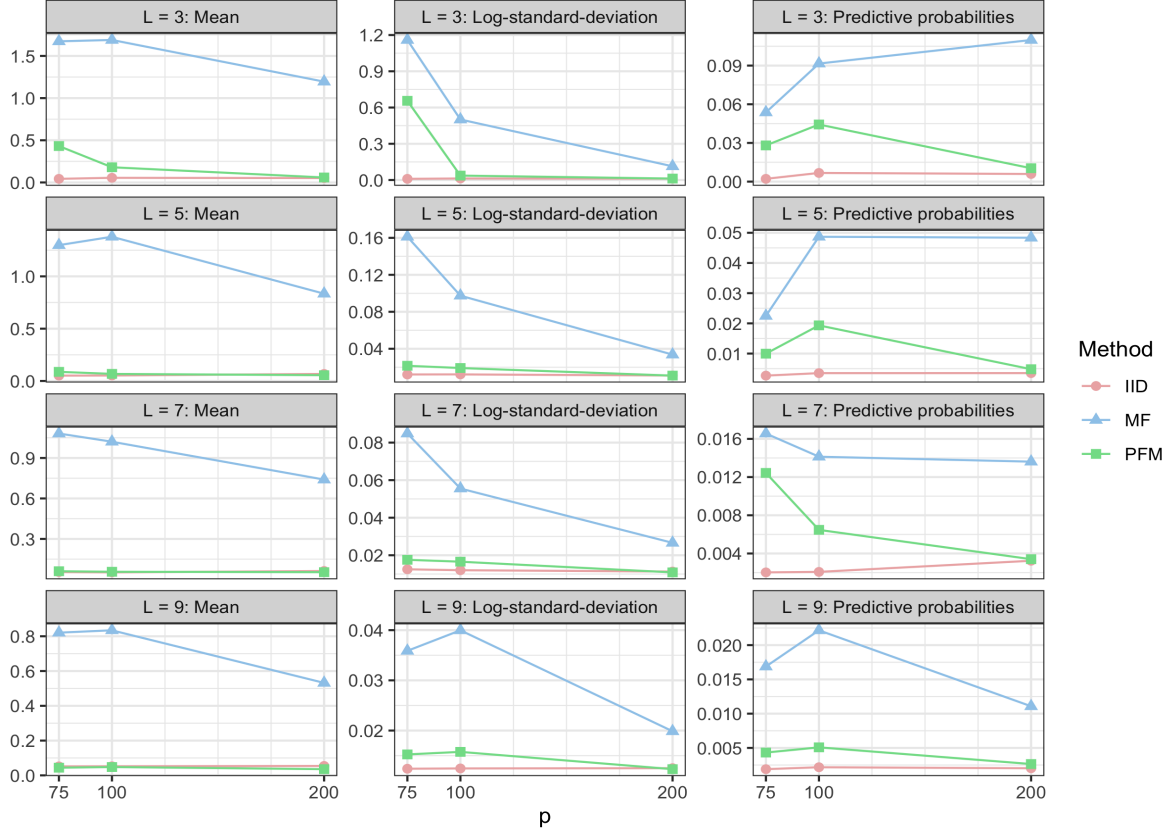 L = 3: Mean
L = 3: Log-standard-deviation
L = 3: Predictive probabilities
1.5
1.0
0.5
0.0
1.2
0.9
0.6
0.3
0.0
0.09
0.06
0.03
0.00
L = 5: Mean
L = 5: Log-standard-deviation
L = 5: Predictive probabilities
1.0
0.5
0.0
0.16
0.12
0.08
0.04
0.05
0.04
0.03
0.02
0.01
L = 7: Mean
L = 7: Log-standard-deviation
L = 7: Predictive probabilities
0.9
0.6
0.3
0.08
0.06
0.04
0.02
0.016
0.012
0.008
0.004
L = 9: Mean
L = 9: Log-standard-deviation
L = 9: Predictive probabilities
0.8
0.6
0.4
0.2
0.0
0.04
0.03
0.02
0.020
0.015
0.010
0.005
75 100 200
75 100 200
75 100 200
p
Method
IID
MF
PFM